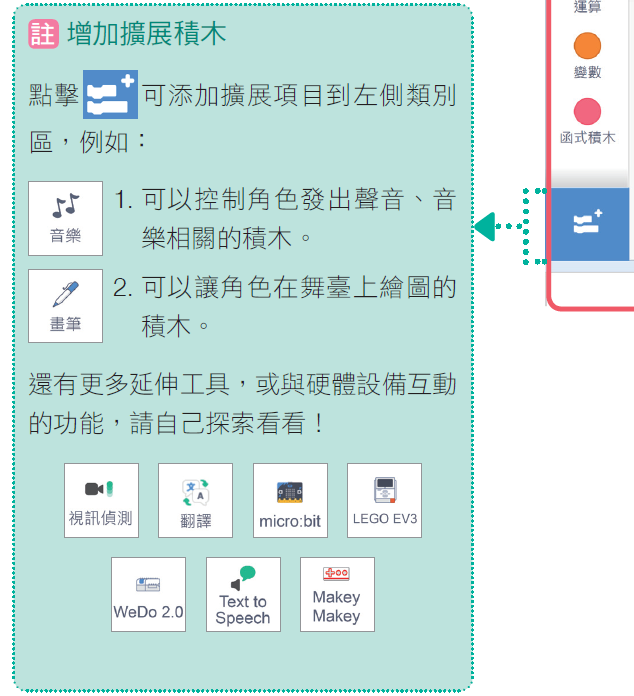 註 增加擴展積木
點擊 可添加擴展項目到左側類別
區，例如：
音樂
1. 可以控制角色發出聲音、音
樂相關的積木。
畫筆
2. 可以讓角色在舞臺上繪圖的
積木。
還有更多延伸工具，或與硬體設備互動
的功能，請自己探索看看！
視訊偵測
翻譯
micro:bit
LEGO EV3
WeDo 2.0
Text to
Speech
Makey
Makey
運算
變數
函式積木